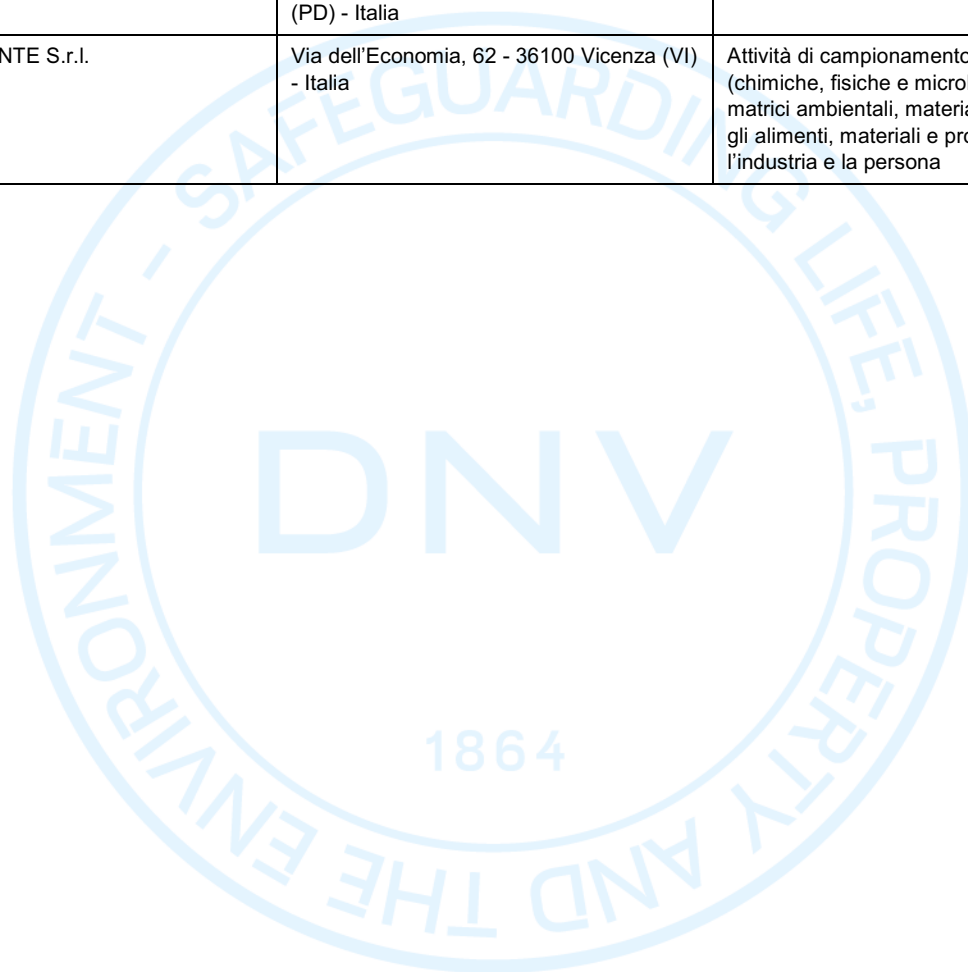 (PD) - Italia
NTE S.r.l.
Via dell’Economia, 62 - 36100 Vicenza (VI)
- Italia
Attività di campionamento
(chimiche, fisiche e microb
matrici ambientali, materia
gli alimenti, materiali e pro
l’industria e la persona
SAFEGUARDING LIFE, PROPERTY AND THE ENVIRONMENT -
DNV
1864